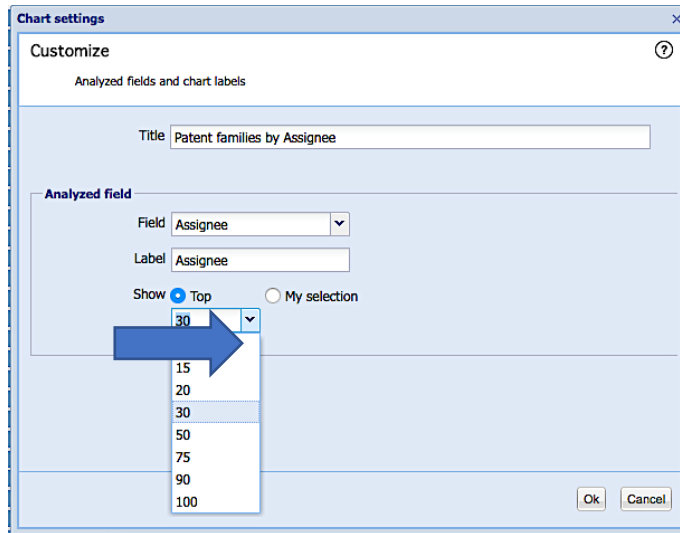 Chart settings
Customize
Analyzed fields and chart labels
Title Patent families by Assignee
Analyzed field
Field Assignee
Label Assignee
Show Top My selection
30
15
20
30
50
75
90
100
Ok Cancel